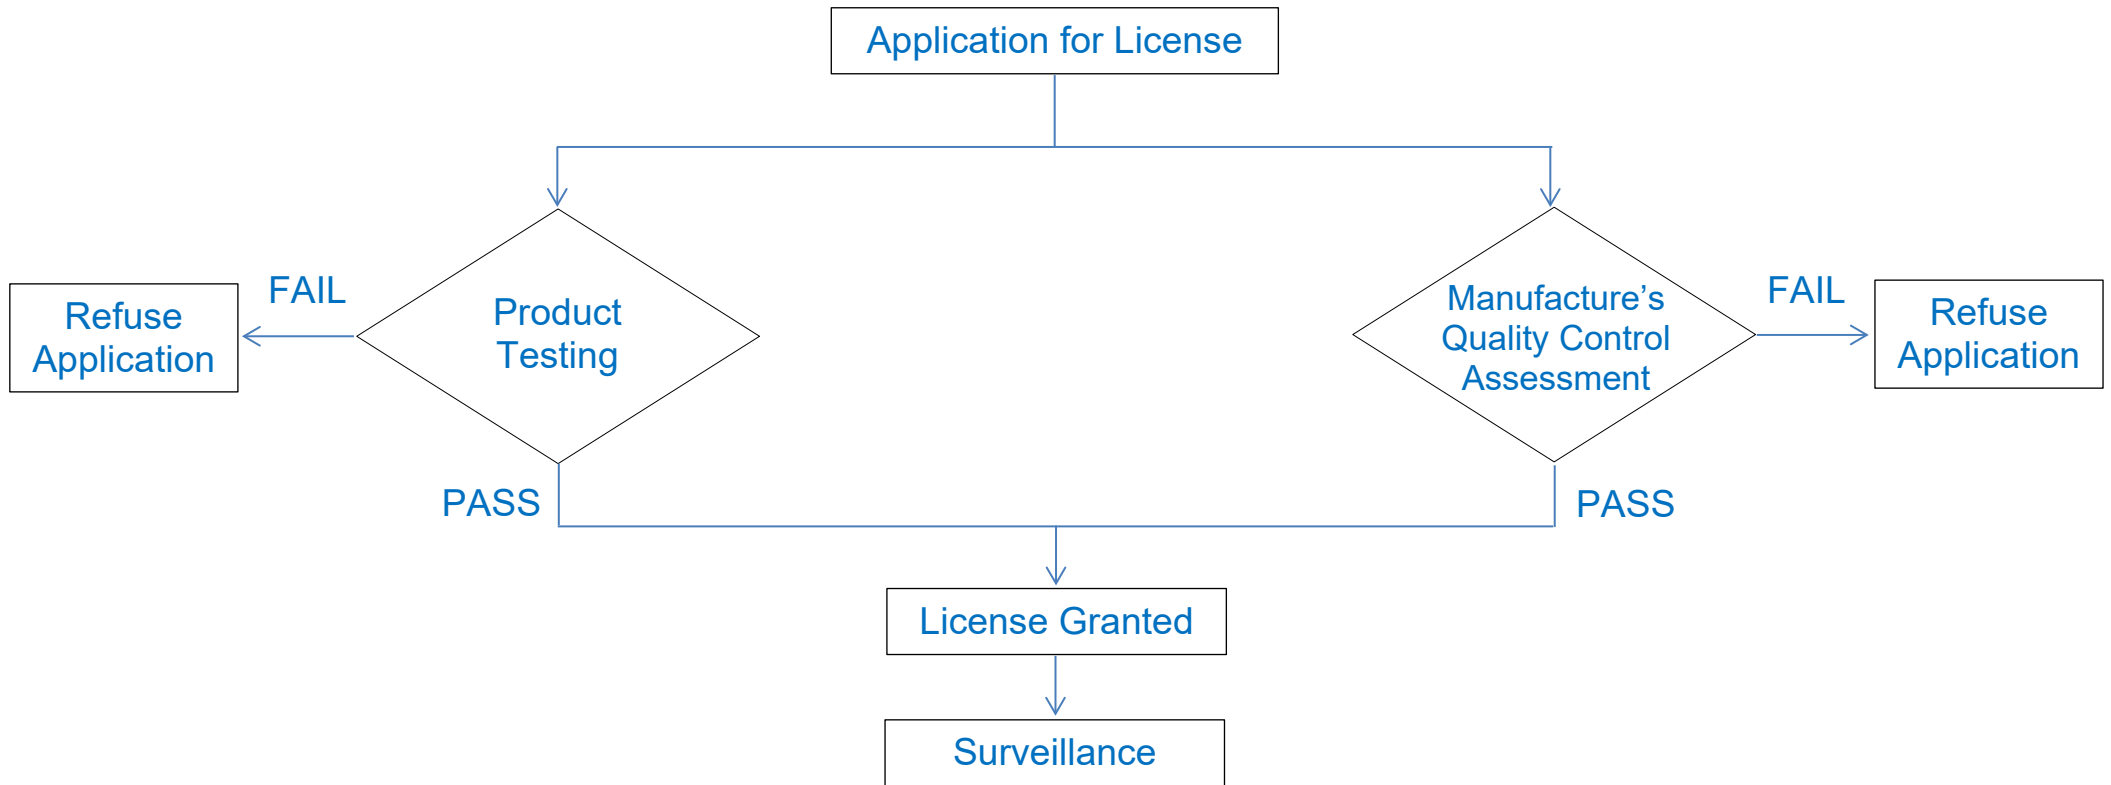 Application for License
FAIL
Refuse
Application
Product
Testing
Manufacture’s
Quality Control
Assessment
FAIL
Refuse
Application
PASS
PASS
License Granted
Surveillance